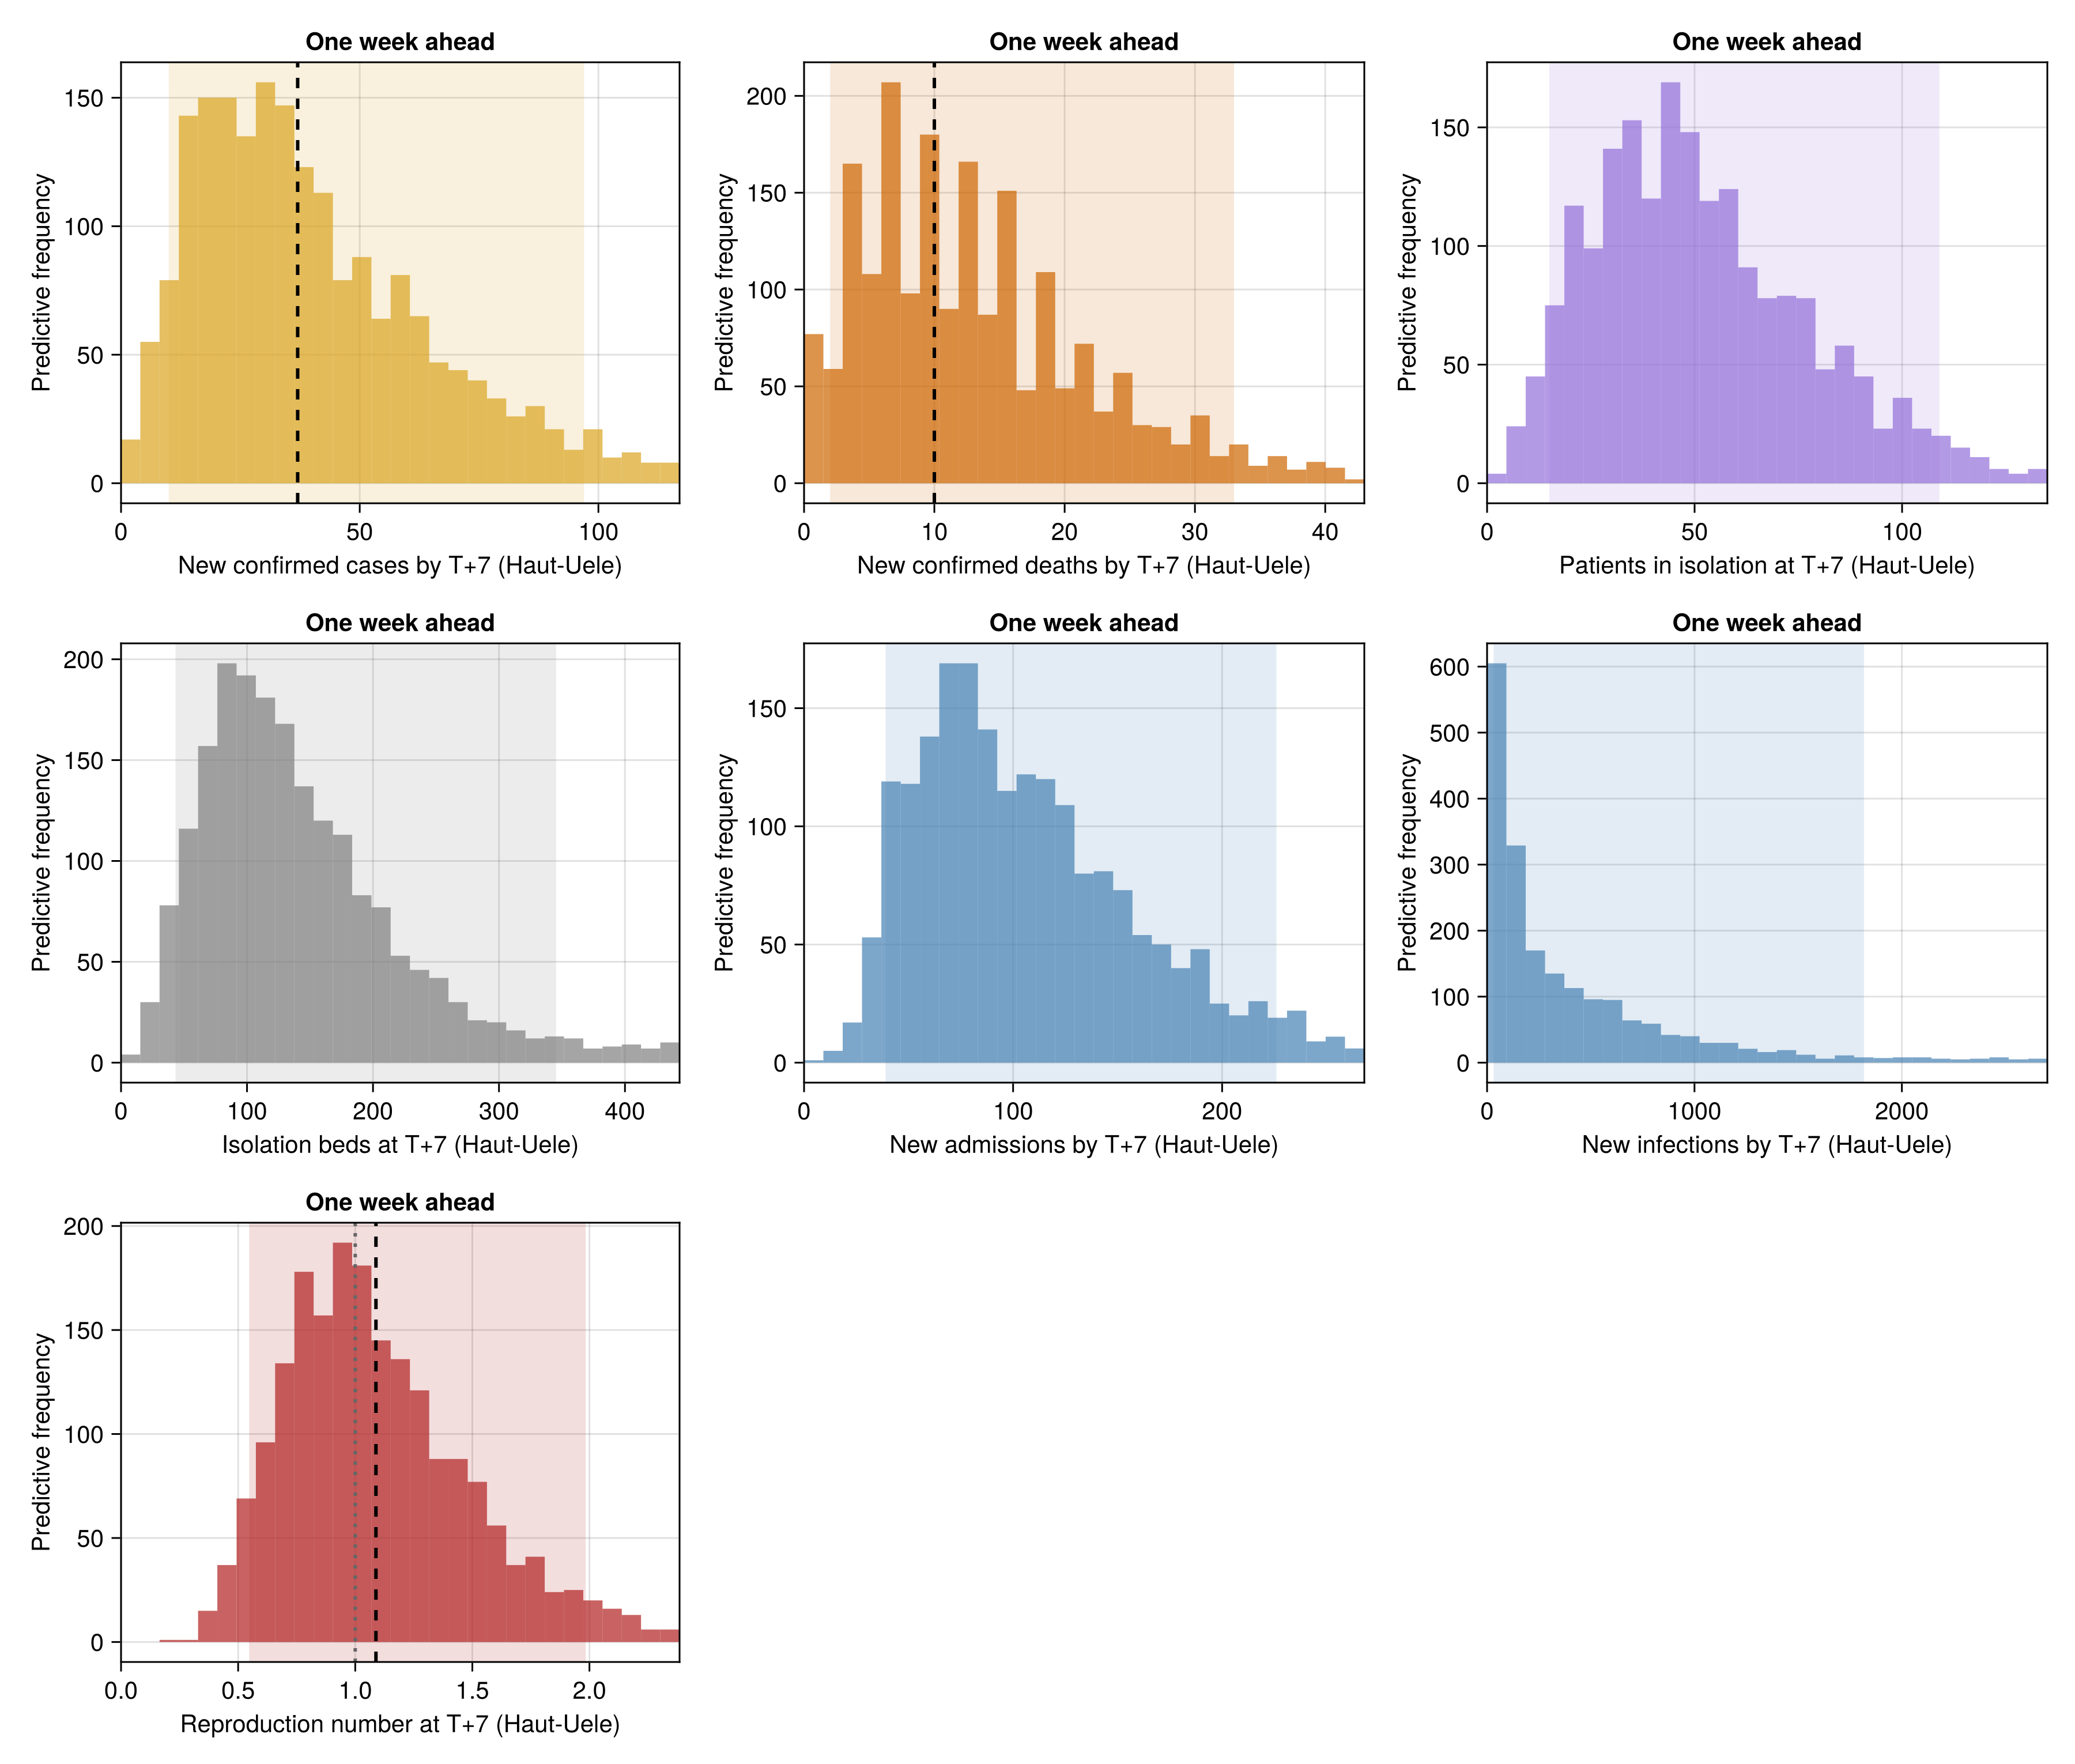 One week ahead
One week ahead
One week ahead
Predictive frequency
150
100
50
0
0
50
100
New confirmed cases by T+7 (Haut-Uele)
Predictive frequency
200
150
100
50
0
0
10
20
30
40
New confirmed deaths by T+7 (Haut-Uele)
Predictive frequency
150
100
50
0
0
50
100
Patients in isolation at T+7 (Haut-Uele)
One week ahead
One week ahead
One week ahead
Predictive frequency
200
150
100
50
0
0
100
200
300
400
Isolation beds at T+7 (Haut-Uele)
Predictive frequency
150
100
50
0
0
100
200
New admissions by T+7 (Haut-Uele)
Predictive frequency
600
500
400
300
200
100
0
0
1000
2000
New infections by T+7 (Haut-Uele)
One week ahead
Predictive frequency
200
150
100
50
0
0.0
0.5
1.0
1.5
2.0
Reproduction number at T+7 (Haut-Uele)